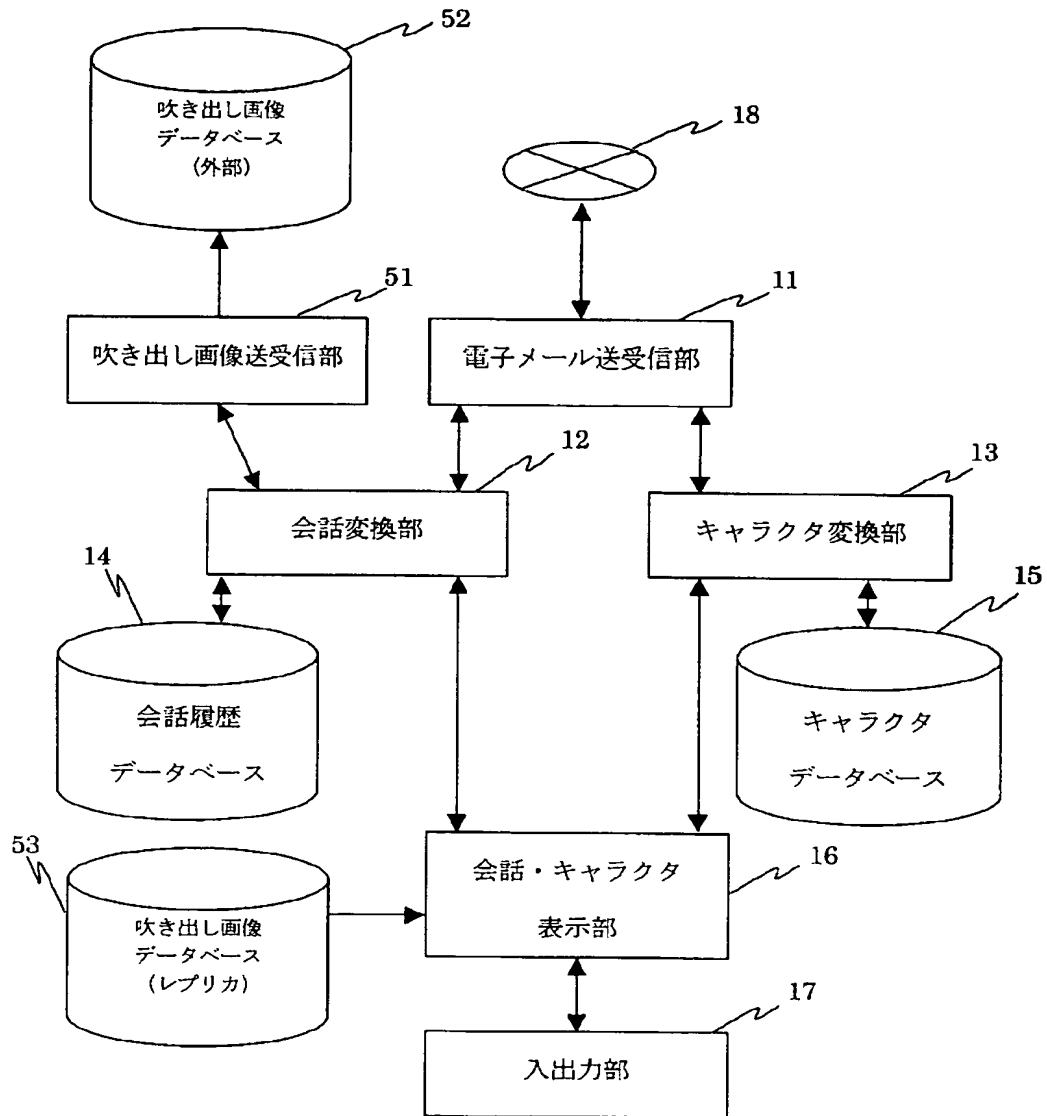 52
吹き出し画像
データベース
(外部)
18
51
11
吹き出し画像送受信部
電子メール送受信部
12
13
会話変換部
キャラクタ変換部
14
15
会話履歴
データベース
キャラクタ
データベース
53
16
会話・キャラクタ
表示部
吹き出し画像
データベース
(レプリカ)
17
入出力部